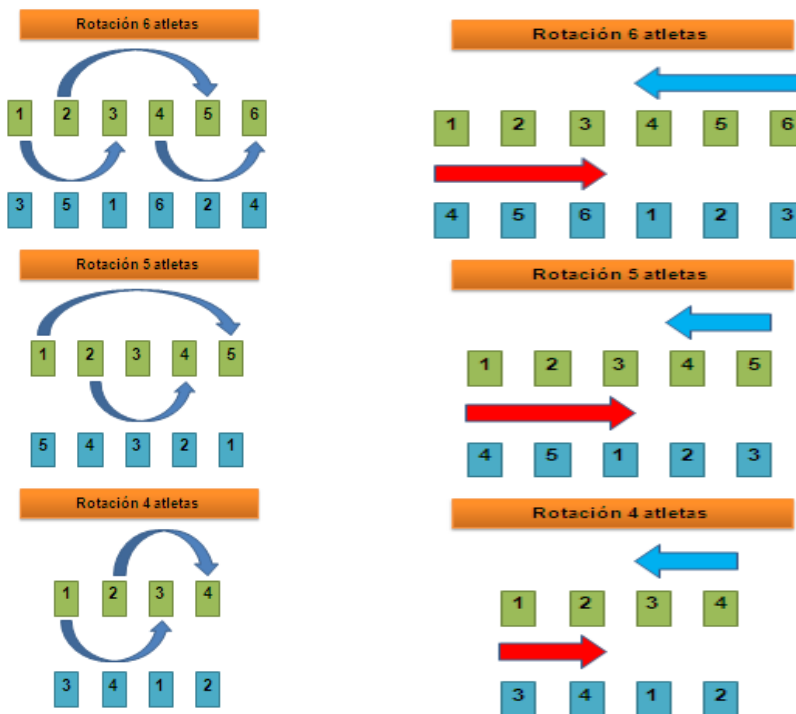 Rotación 6 atletas
1 2 3 4 5 6
3 5 1 6 2 4
Rotación 5 atletas
1 2 3 4 5
5 4 3 2 1
Rotación 4 atletas
1 2 3 4
3 4 1 2
Rotación 6 atletas
1 2 3 4 5 6
4 5 6 1 2 3
Rotación 5 atletas
1 2 3 4 5
4 5 1 2 3
Rotación 4 atletas
1 2 3 4
3 4 1 2